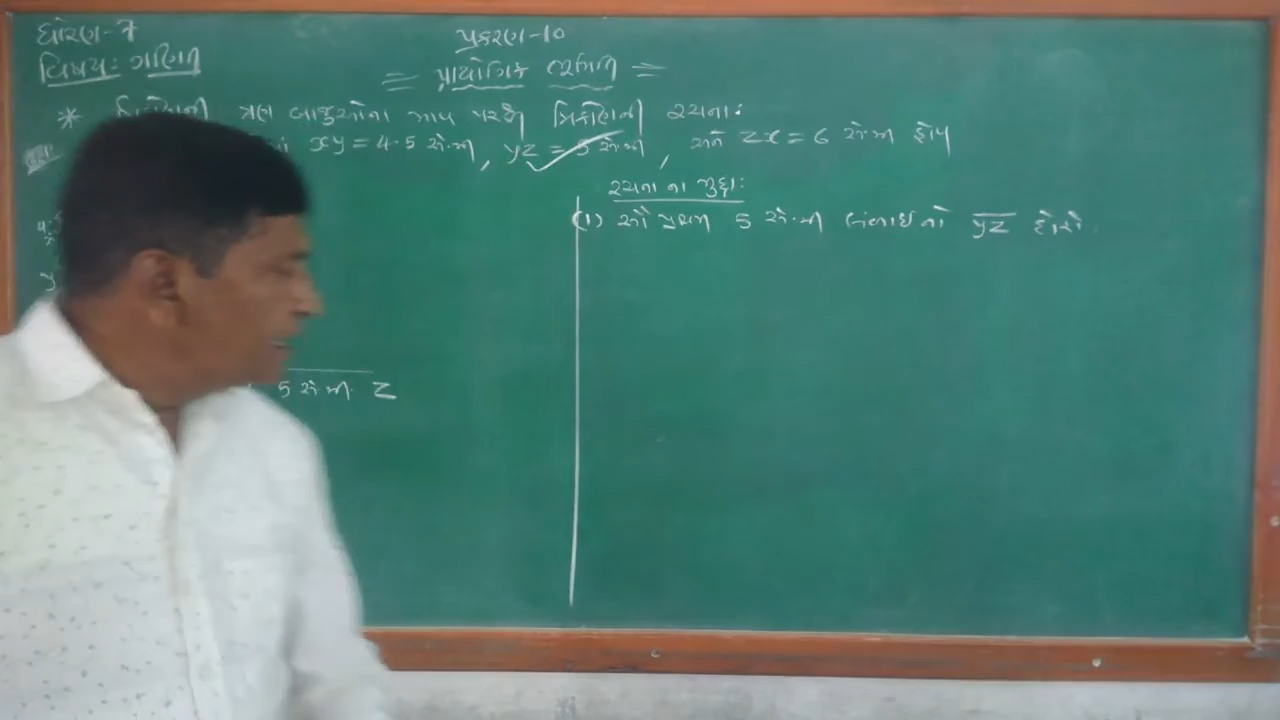 ધોરણ-7
વિષય: ગણિત
પ્રકરણ-10
= પ્રાયોગિક ભૂમિતિ =
* ત્રણ બાજુઓના માપ પરથી ત્રિકોણની રચના:
xy = 4.5 સે.મી, yz = 5 સે.મી, અને zx = 6 સે.મી હોય
રચના ના મુદ્દા:
(1) સૌ પ્રથમ 5 સે.મી લંબાઈનો yz દોરો.
y
5 સે.મી. z